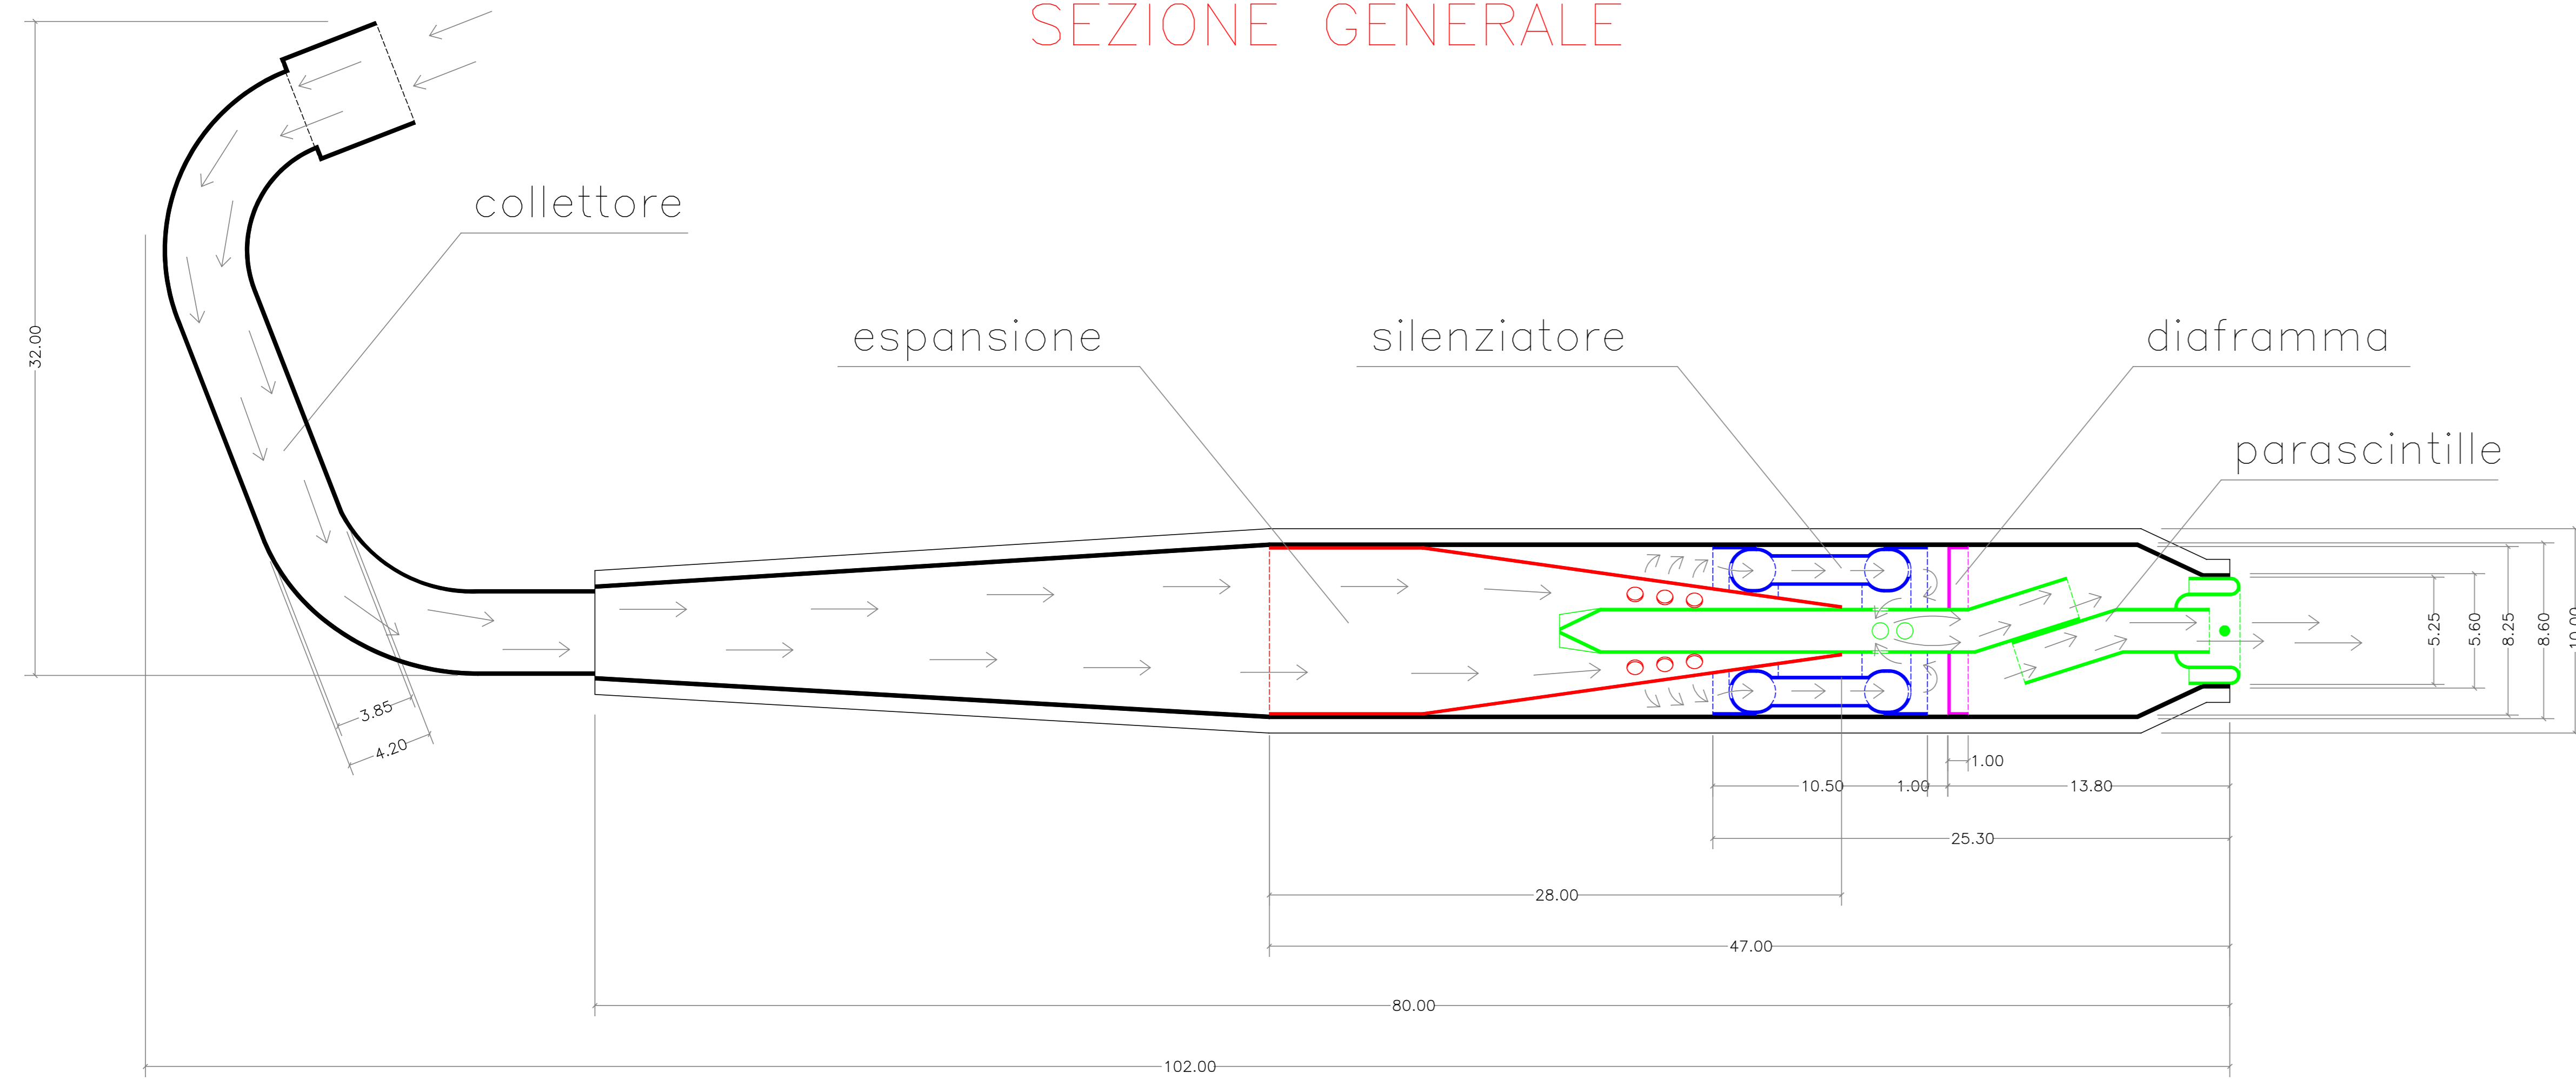 SEZIONE GENERALE
collettore
espansione
silenziatore
diaframma
parascintille
32.00
3.85
4.20
5.25
5.60
8.25
8.60
10.00
1.00
10.50
1.00
13.80
25.30
28.00
47.00
80.00
102.00